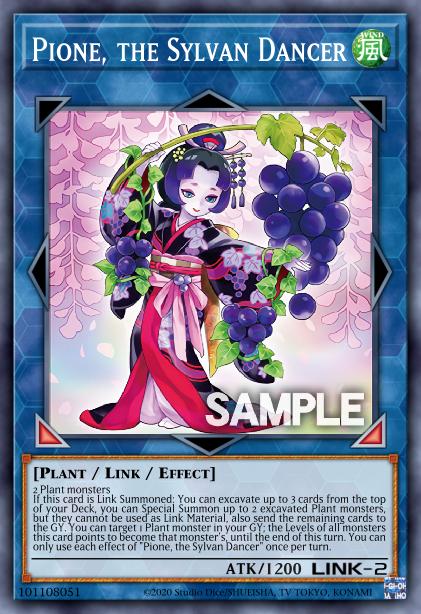 PIONE, THE SYLVAN DANCER
WIND
風
SAMPLE
[PLANT / LINK / EFFECT]
2 Plant monsters
If this card is Link Summoned: You can excavate up to 3 cards from the top
of your Deck, you can Special Summon up to 2 excavated Plant monsters,
but they cannot be used as Link Material, also send the remaining cards to
the GY. You can target 1 Plant monster in your GY; the Levels of all monsters
this card points to become that monster's, until the end of this turn. You can
only use each effect of "Pione, the Sylvan Dancer" once per turn.
ATK/1200 LINK-2
101108051
©2020 Studio Dice/SHUEISHA, TV TOKYO, KONAMI